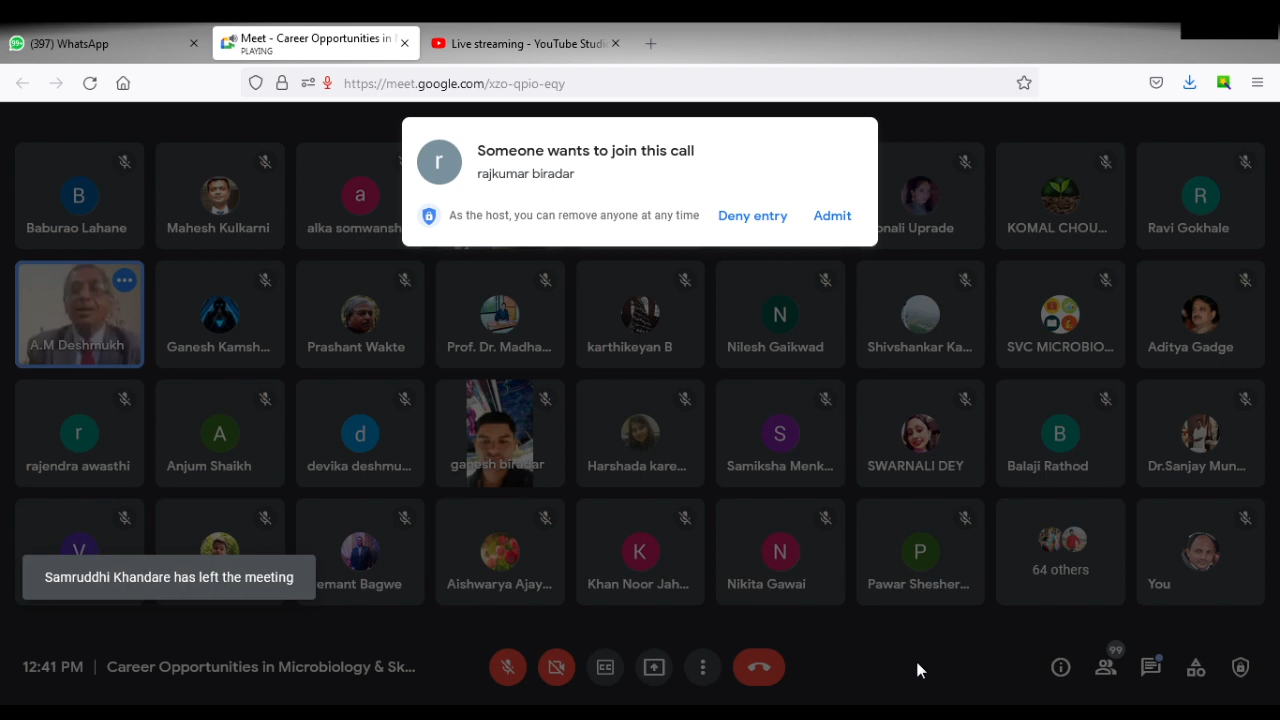 (397) WhatsApp
Meet - Career Opportunities in
PLAYING
Live streaming - YouTube Studio
https://meet.google.com/xzo-qpio-eqy
r
Someone wants to join this call
rajkumar biradar
As the host, you can remove anyone at any time
Deny entry
Admit
B
a
R
Baburao Lahane
Mahesh Kulkarni
alka somwansh
onali Uprade
KOMAL CHOU...
Ravi Gokhale
N
A.M Deshmukh
Ganesh Kamsh...
Prashant Wakte
Prof. Dr. Madha...
karthikeyan B
Nilesh Gaikwad
Shivshankar Ka...
SVC MICROBIO...
Aditya Gadge
r
A
d
S
B
rajendra awasthi
Anjum Shaikh
devika deshmu...
ganesh biradar
Harshada kare...
Samiksha Menk...
SWARNALI DEY
Balaji Rathod
Dr.Sanjay Mun...
V
K
N
P
Samruddhi Khandare has left the meeting
emant Bagwe
Aishwarya Ajay...
Khan Noor Jah...
Nikita Gawai
Pawar Shesher...
64 others
You
12:41 PM | Career Opportunities in Microbiology & Sk...
99